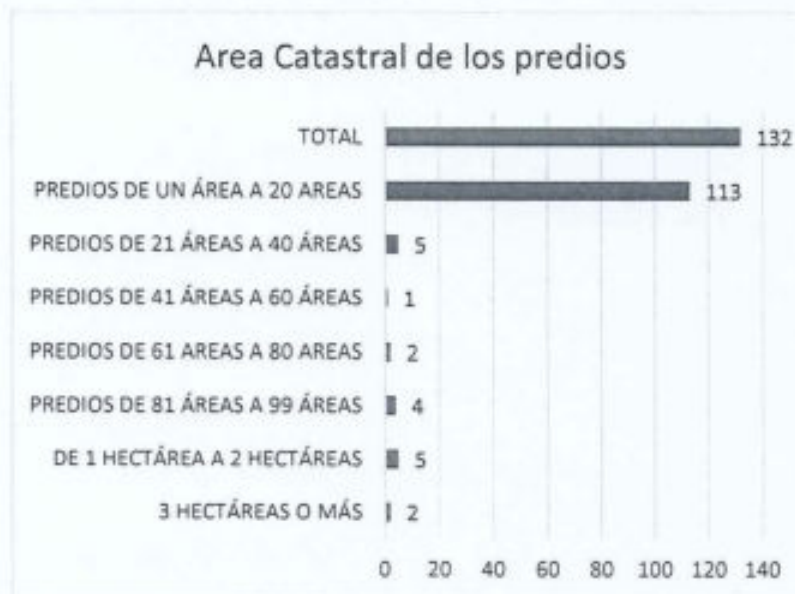 Area Catastral de los predios
TOTAL 132
PREDIOS DE UN ÁREA A 20 AREAS 113
PREDIOS DE 21 ÁREAS A 40 ÁREAS 5
PREDIOS DE 41 ÁREAS A 60 ÁREAS 1
PREDIOS DE 61 AREAS A 80 AREAS 2
PREDIOS DE 81 ÁREAS A 99 ÁREAS 4
DE 1 HECTÁREA A 2 HECTÁREAS 5
3 HECTÁREAS O MÁS 2
0 20 40 60 80 100 120 140